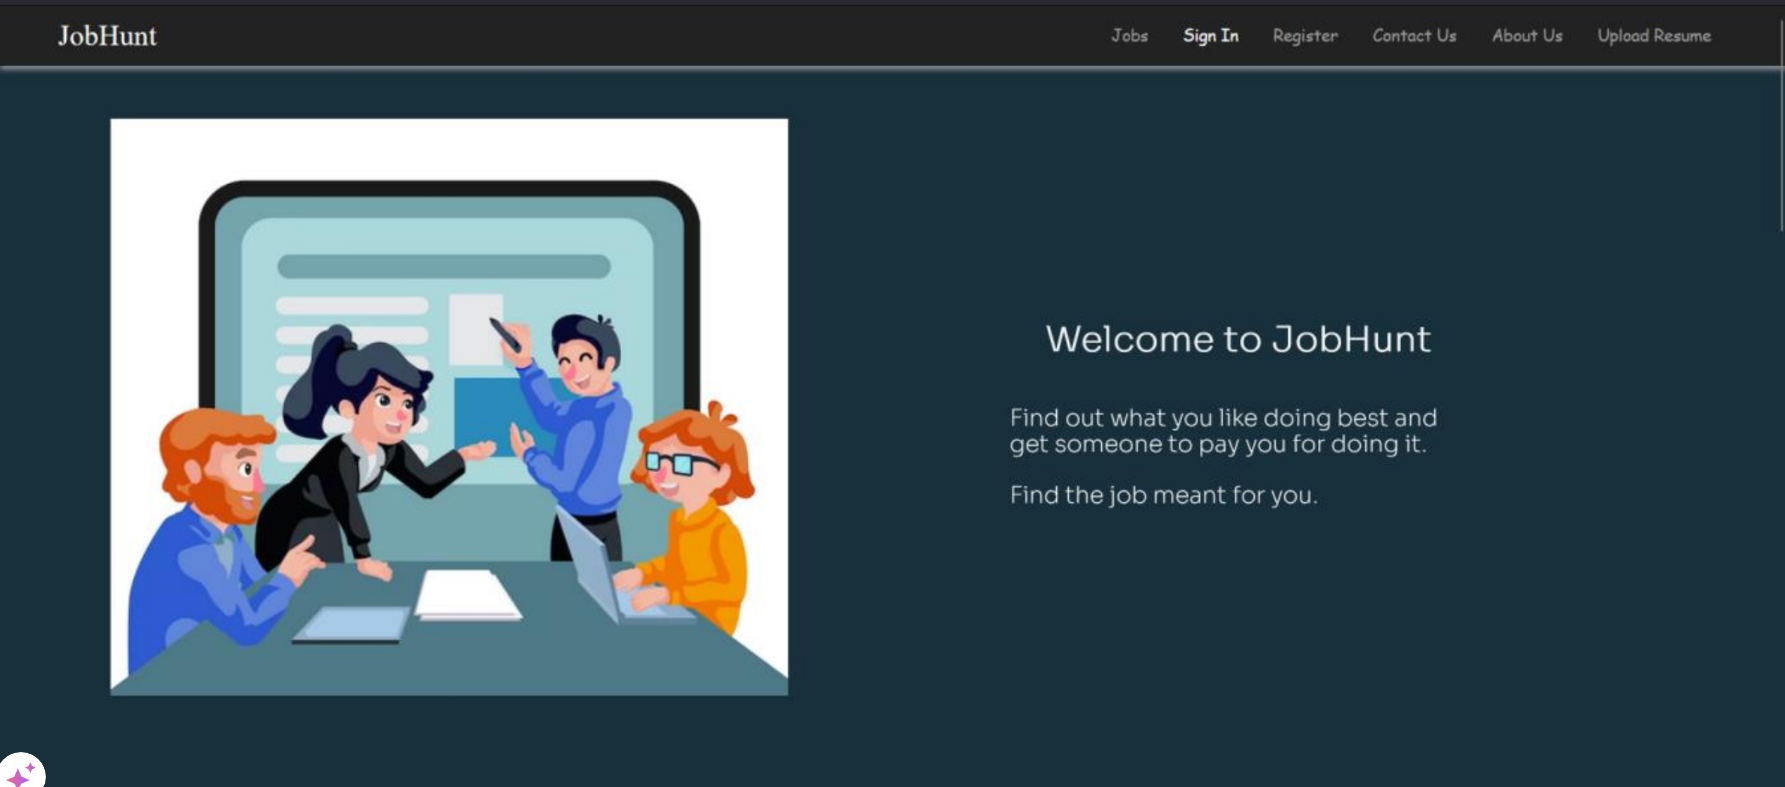 JobHunt
Jobs Sign In Register Contact Us About Us Upload Resume
Welcome to JobHunt
Find out what you like doing best and
get someone to pay you for doing it.
Find the job meant for you.